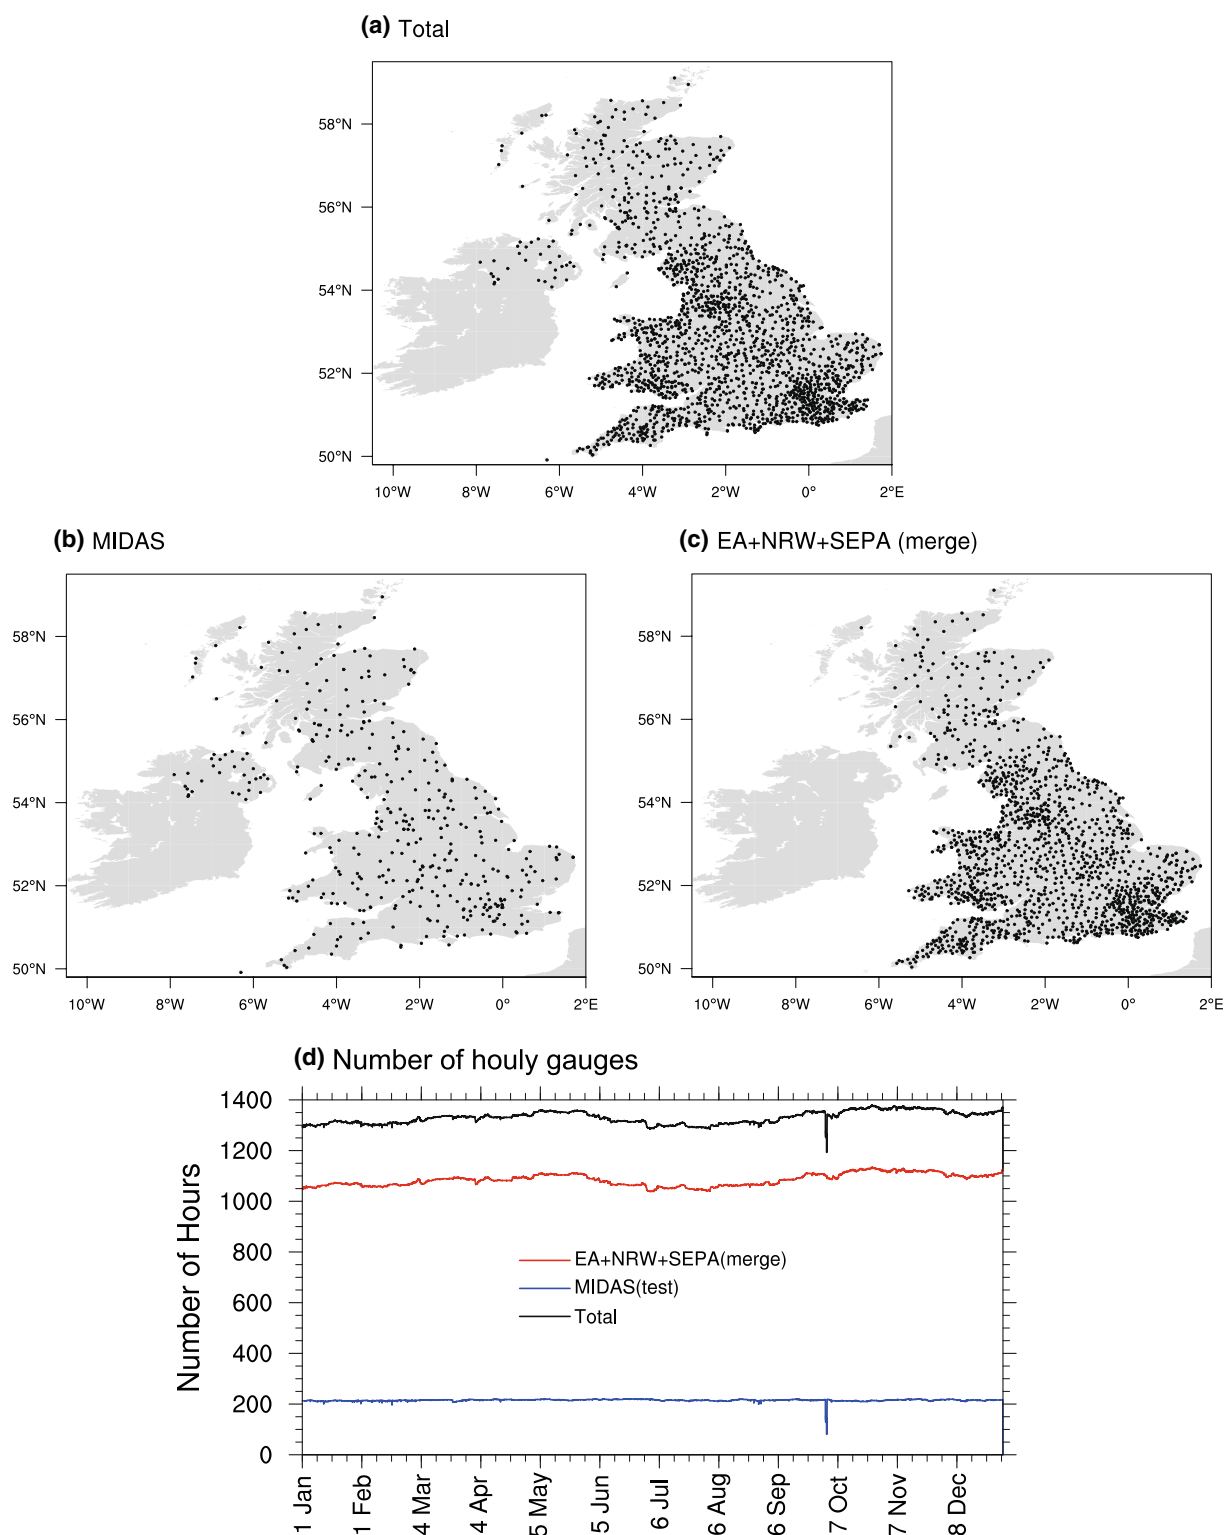 (a) Total
58°N
56°N
54°N
52°N
50°N
10°W 8°W 6°W 4°W 2°W 0° 2°E
(b) MIDAS
58°N
56°N
54°N
52°N
50°N
10°W 8°W 6°W 4°W 2°W 0° 2°E
(c) EA+NRW+SEPA (merge)
58°N
56°N
54°N
52°N
50°N
10°W 8°W 6°W 4°W 2°W 0° 2°E
(d) Number of houly gauges
Number of Hours
1400
1200
1000
800
600
400
200
0
EA+NRW+SEPA(merge)
MIDAS(test)
Total
1 Jan
1 Feb
4 Mar
4 Apr
5 May
5 Jun
6 Jul
6 Aug
6 Sep
7 Oct
7 Nov
8 Dec